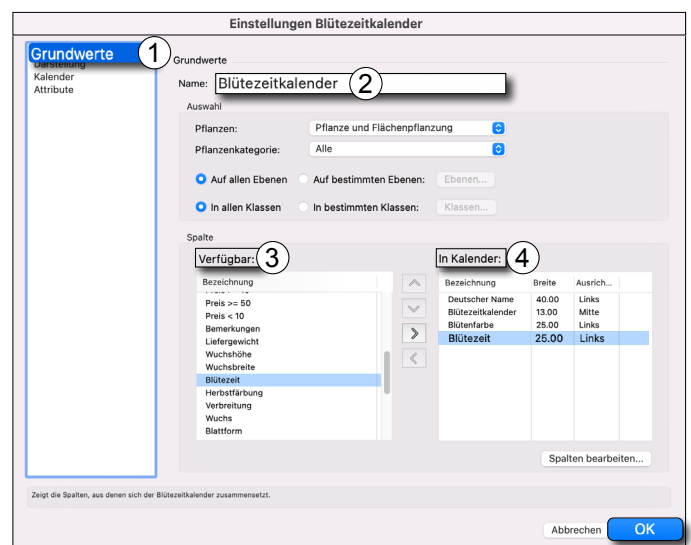 Einstellungen Blütezeitkalender
Grundwerte
1
Darstellung
Kalender
Attribute
Grundwerte
Name: Blütezeitkalender 2
Auswahl
Pflanzen: Pflanze und Flächenpflanzung
Pflanzenkategorie: Alle
Auf allen Ebenen Auf bestimmten Ebenen: Ebenen...
In allen Klassen In bestimmten Klassen: Klassen...
Spalte
Verfügbar: 3
Bezeichnung
Preis >= 50
Preis < 10
Bemerkungen
Liefergewicht
Wuchshöhe
Wuchsbreite
Blütezeit
Herbstfärbung
Verbreitung
Wuchs
Blattform
In Kalender: 4
Bezeichnung Breite Ausrich...
Deutscher Name 40.00 Links
Blütezeitkalender 13.00 Mitte
Blütenfarbe 25.00 Links
Blütezeit 25.00 Links
Spalten bearbeiten...
Zeigt die Spalten, aus denen sich der Blütezeitkalender zusammensetzt.
Abbrechen OK